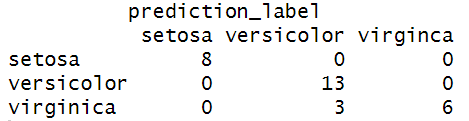 prediction_label
setosa versicolor virginca
setosa 8 0 0
versicolor 0 13 0
virginica 0 3 6